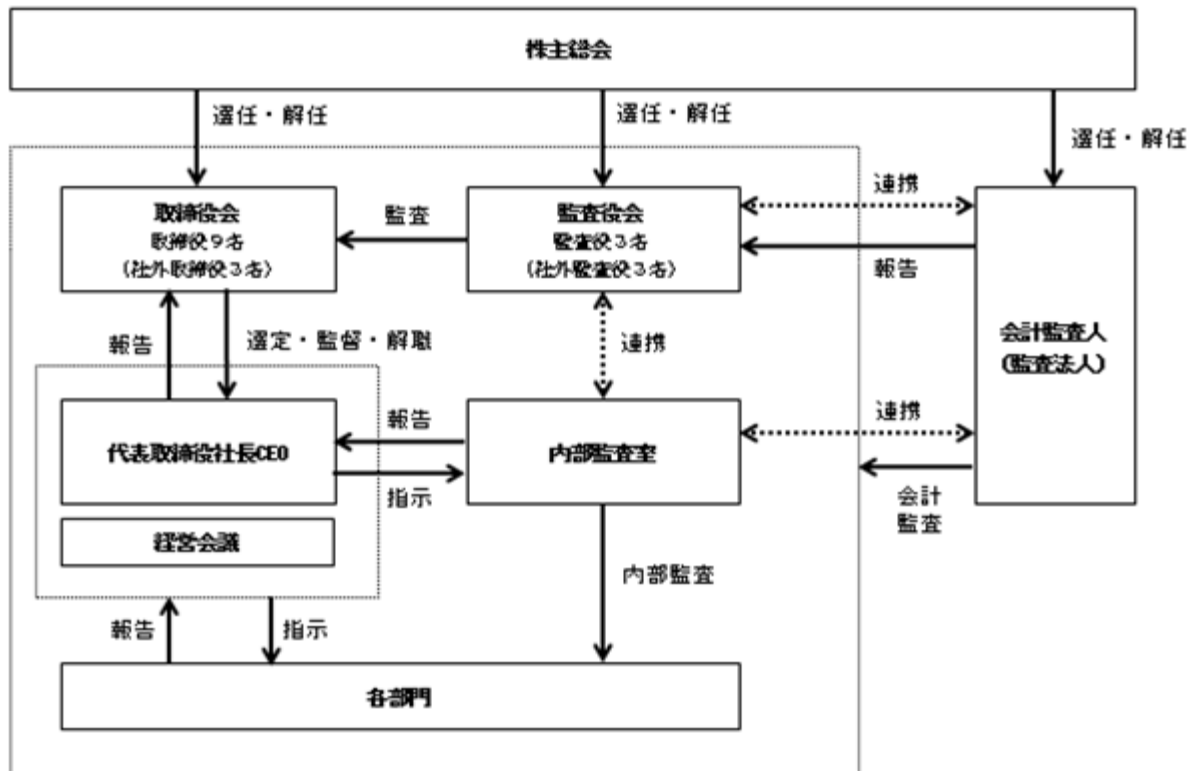 株主総会
選任・解任
選任・解任
選任・解任
取締役会
取締役9名
(社外取締役3名)
監査
監査役会
監査役3名
(社外監査役3名)
連携
報告
会計監査人
(監査法人)
報告
選定・監督・解職
連携
代表取締役社長CEO
報告
指示
内部監査室
連携
会計
監査
経営会議
内部監査
報告
指示
各部門